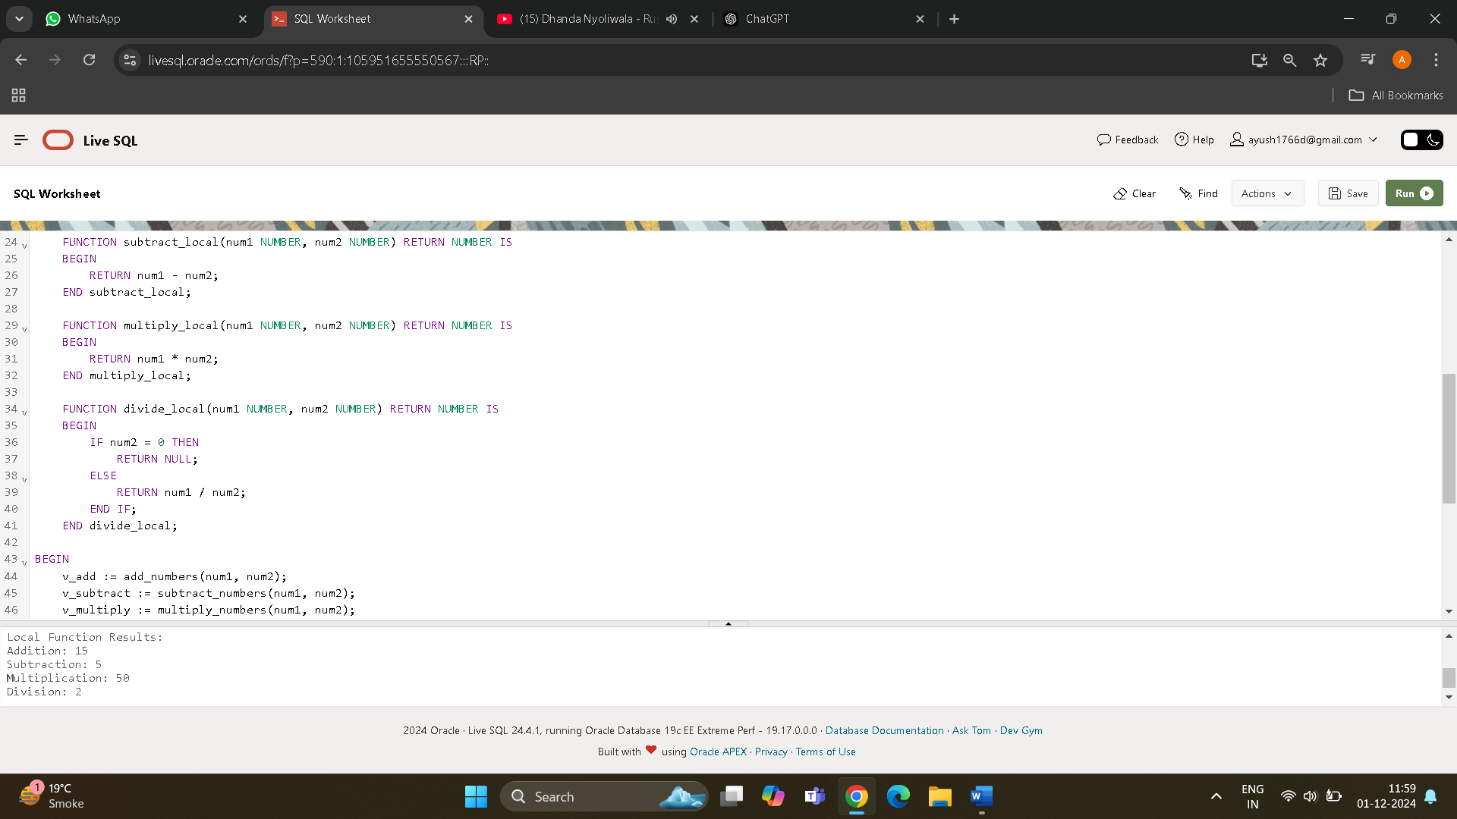 WhatsApp
SQL Worksheet
(15) Dhanda Nyoliwala - Ru
ChatGPT
livesql.oracle.com/ords/f?p=590:1:105951655550567:::RP::
All Bookmarks
Live SQL
Feedback
Help
ayush1766d@gmail.com
SQL Worksheet
Clear
Find
Actions
Save
Run
24 FUNCTION subtract_local(num1 NUMBER, num2 NUMBER) RETURN NUMBER IS
25 BEGIN
26 RETURN num1 - num2;
27 END subtract_local;
28
29 FUNCTION multiply_local(num1 NUMBER, num2 NUMBER) RETURN NUMBER IS
30 BEGIN
31 RETURN num1 * num2;
32 END multiply_local;
33
34 FUNCTION divide_local(num1 NUMBER, num2 NUMBER) RETURN NUMBER IS
35 BEGIN
36 IF num2 = 0 THEN
37 RETURN NULL;
38 ELSE
39 RETURN num1 / num2;
40 END IF;
41 END divide_local;
42
43 BEGIN
44 v_add := add_numbers(num1, num2);
45 v_subtract := subtract_numbers(num1, num2);
46 v_multiply := multiply_numbers(num1, num2);
Local Function Results:
Addition: 15
Subtraction: 5
Multiplication: 50
Division: 2
2024 Oracle · Live SQL 24.4.1, running Oracle Database 19c EE Extreme Perf - 19.17.0.0.0 · Database Documentation · Ask Tom · Dev Gym
Built with ❤ using Oracle APEX · Privacy · Terms of Use
1
19°C
Smoke
Search
ENG
IN
11:59
01-12-2024